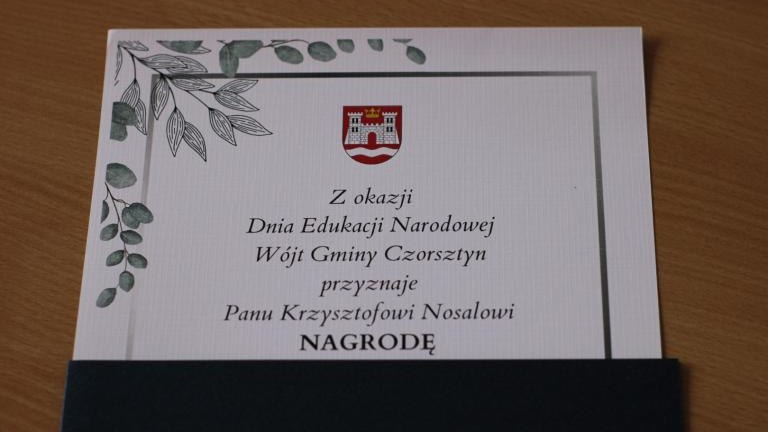 Z okazji
Dnia Edukacji Narodowej
Wójt Gminy Czorsztyn
przyznaje
Panu Krzysztofowi Nosalowi
NAGRODĘ